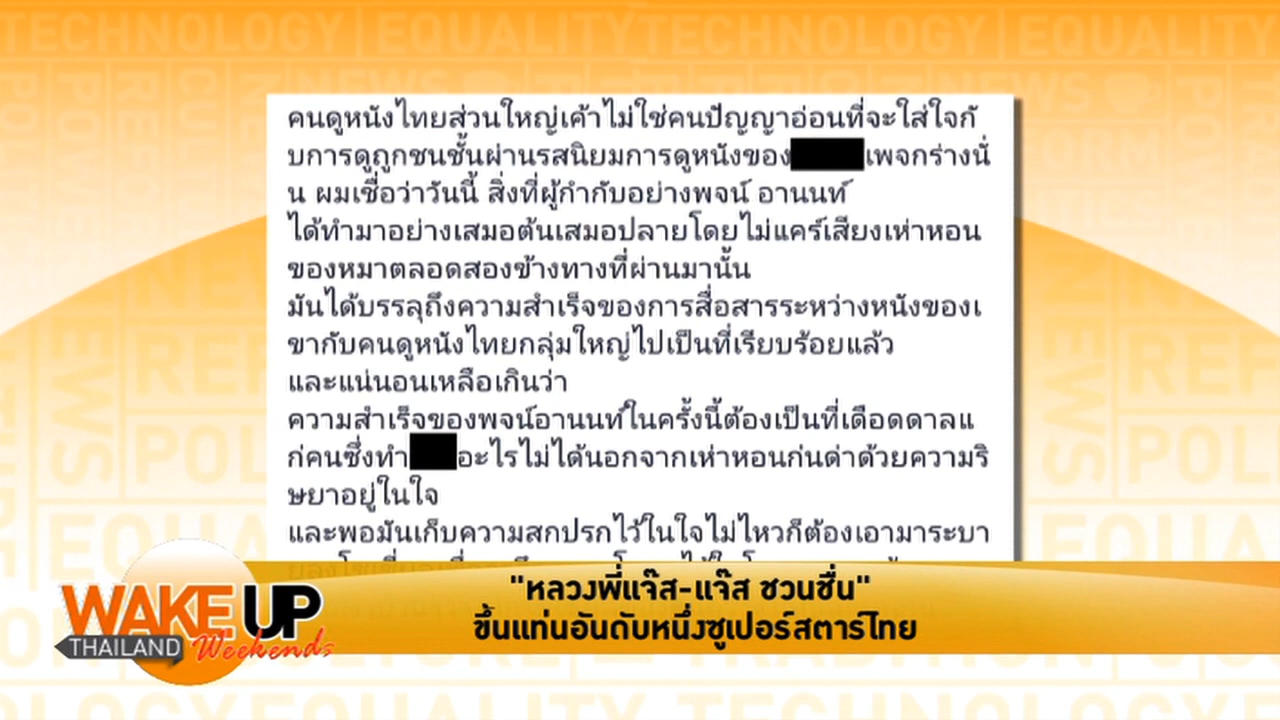 TECHNOLOGY EQUALITY TECHNOLOGY EQUALITY
คนดูหนังไทยส่วนใหญ่เค้าไม่ใช่คนปัญญาอ่อนที่จะใส่ใจกั
บการดูถูกชนชั้นผ่านรสนิยมการดูหนังของ เพจกร่างนั่
น ผมเชื่อว่าวันนี้ สิ่งที่ผู้กำกับอย่างพจน์ อานนท์
ได้ทำมาอย่างเสมอต้นเสมอปลายโดยไม่แคร์เสียงเห่าหอน
ของหมาตลอดสองข้างทางที่ผ่านมานั้น
มันได้บรรลุถึงความสำเร็จของการสื่อสารระหว่างหนังของเ
ขากับคนดูหนังไทยกลุ่มใหญ่ไปเป็นที่เรียบร้อยแล้ว
และแน่นอนเหลือเกินว่า
ความสำเร็จของพจน์อานนท์ในครั้งนี้ต้องเป็นที่เดือดดาลแ
ก่คนซึ่งทำ อะไรไม่ได้นอกจากเห่าหอนก่นด่าด้วยความริ
ษยาอยู่ในใจ
และพอมันเก็บความสกปรกไว้ในใจไม่ไหวก็ต้องเอามาระบา
"หลวงพี่แจ๊ส-แจ๊ส ชวนชื่น"
ขึ้นแท่นอันดับหนึ่งซูเปอร์สตาร์ไทย
WAKE UP
THAILAND Weekends